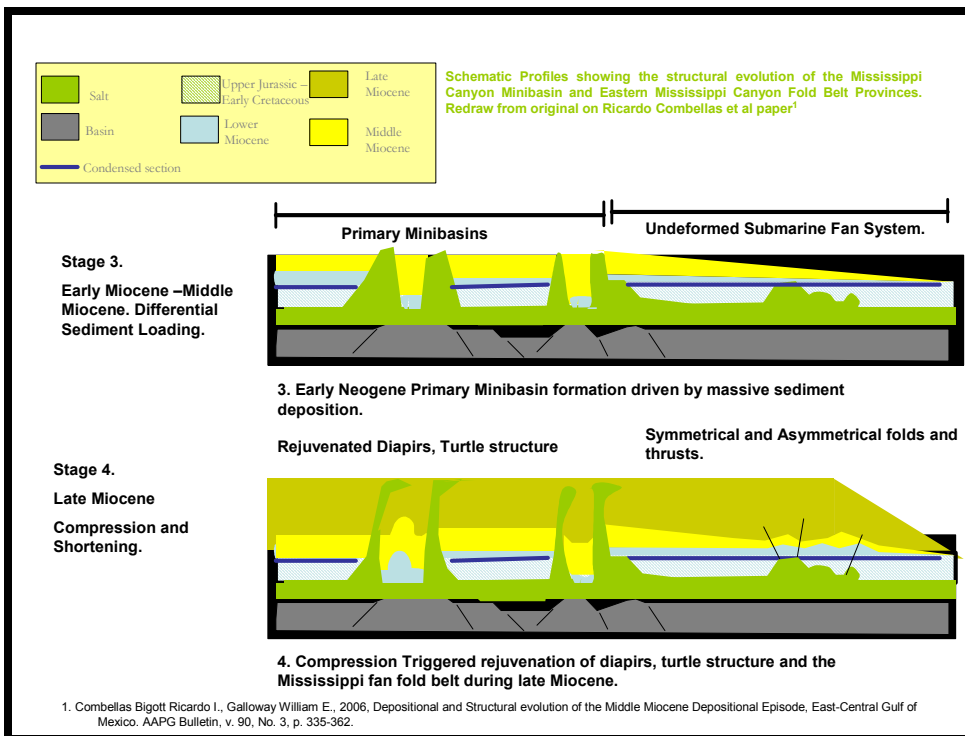 Salt
Upper Jurassic –
Early Cretaceous
Late
Miocene
Basin
Lower
Miocene
Middle
Miocene
Condensed section
Schematic Profiles showing the structural evolution of the Mississippi
Canyon Minibasin and Eastern Mississippi Canyon Fold Belt Provinces.
Redraw from original on Ricardo Combellas et al paper1
Primary Minibasins
Undeformed Submarine Fan System.
Stage 3.
Early Miocene –Middle
Miocene. Differential
Sediment Loading.
3. Early Neogene Primary Minibasin formation driven by massive sediment
deposition.
Rejuvenated Diapirs, Turtle structure
Symmetrical and Asymmetrical folds and
thrusts.
Stage 4.
Late Miocene
Compression and
Shortening.
4. Compression Triggered rejuvenation of diapirs, turtle structure and the
Mississippi fan fold belt during late Miocene.
1. Combellas Bigott Ricardo I., Galloway William E., 2006, Depositional and Structural evolution of the Middle Miocene Depositional Episode, East-Central Gulf of
Mexico. AAPG Bulletin, v. 90, No. 3, p. 335-362.